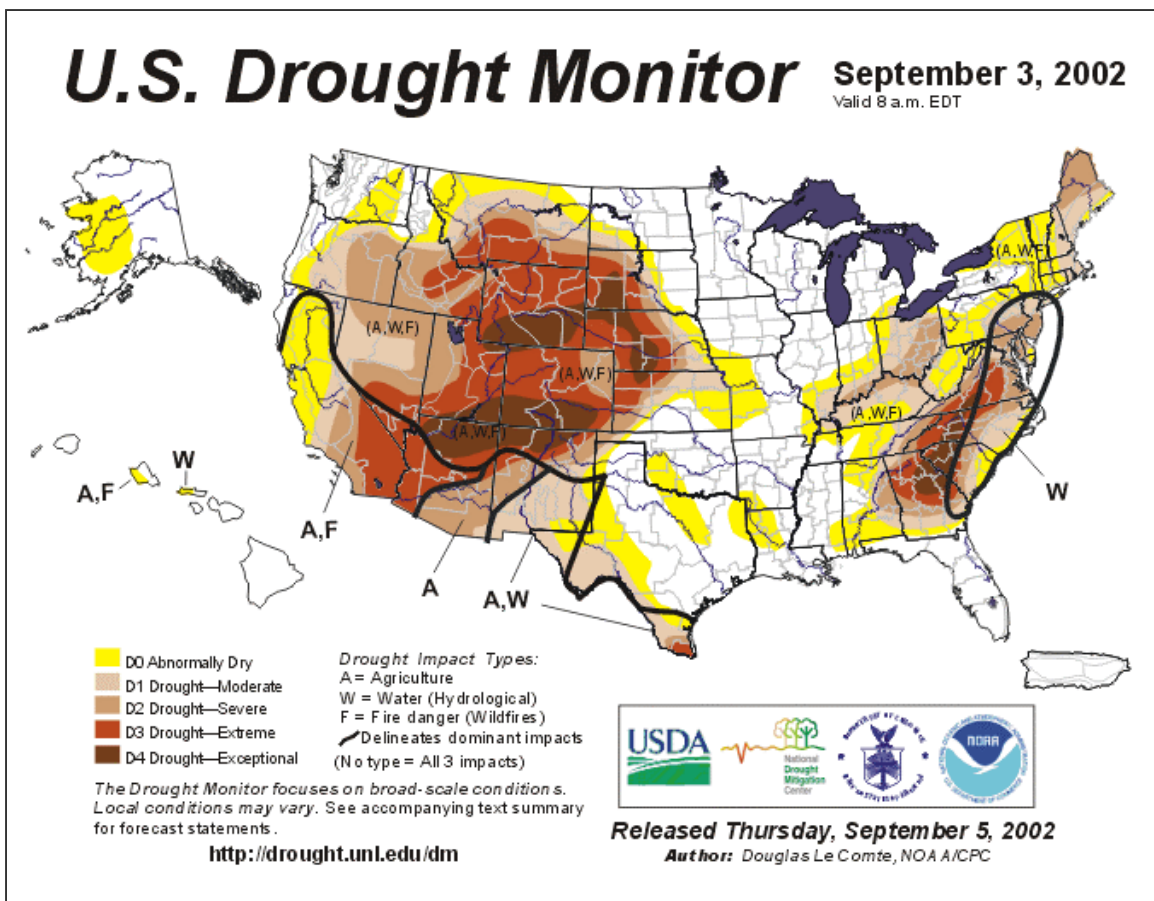 U.S. Drought Monitor
September 3, 2002
Valid 8 a.m. EDT
(A,W,F)
(A,W,F)
(A,W,F)
(A,W,F)
(A,W,F)
W
A,F
A,F
A
A,W
W
D0 Abnormally Dry
D1 Drought—Moderate
D2 Drought—Severe
D3 Drought—Extreme
D4 Drought—Exceptional
Drought Impact Types:
A = Agriculture
W = Water (Hydrological)
F = Fire danger (Wildfires)
Delineates dominant impacts
(No type = All 3 impacts)
The Drought Monitor focuses on broad-scale conditions.
Local conditions may vary. See accompanying text summary
for forecast statements.
http://drought.unl.edu/dm
USDA
National
Drought
Mitigation
Center
NOAA
Released Thursday, September 5, 2002
Author: Douglas Le Comte, NOAA/CPC